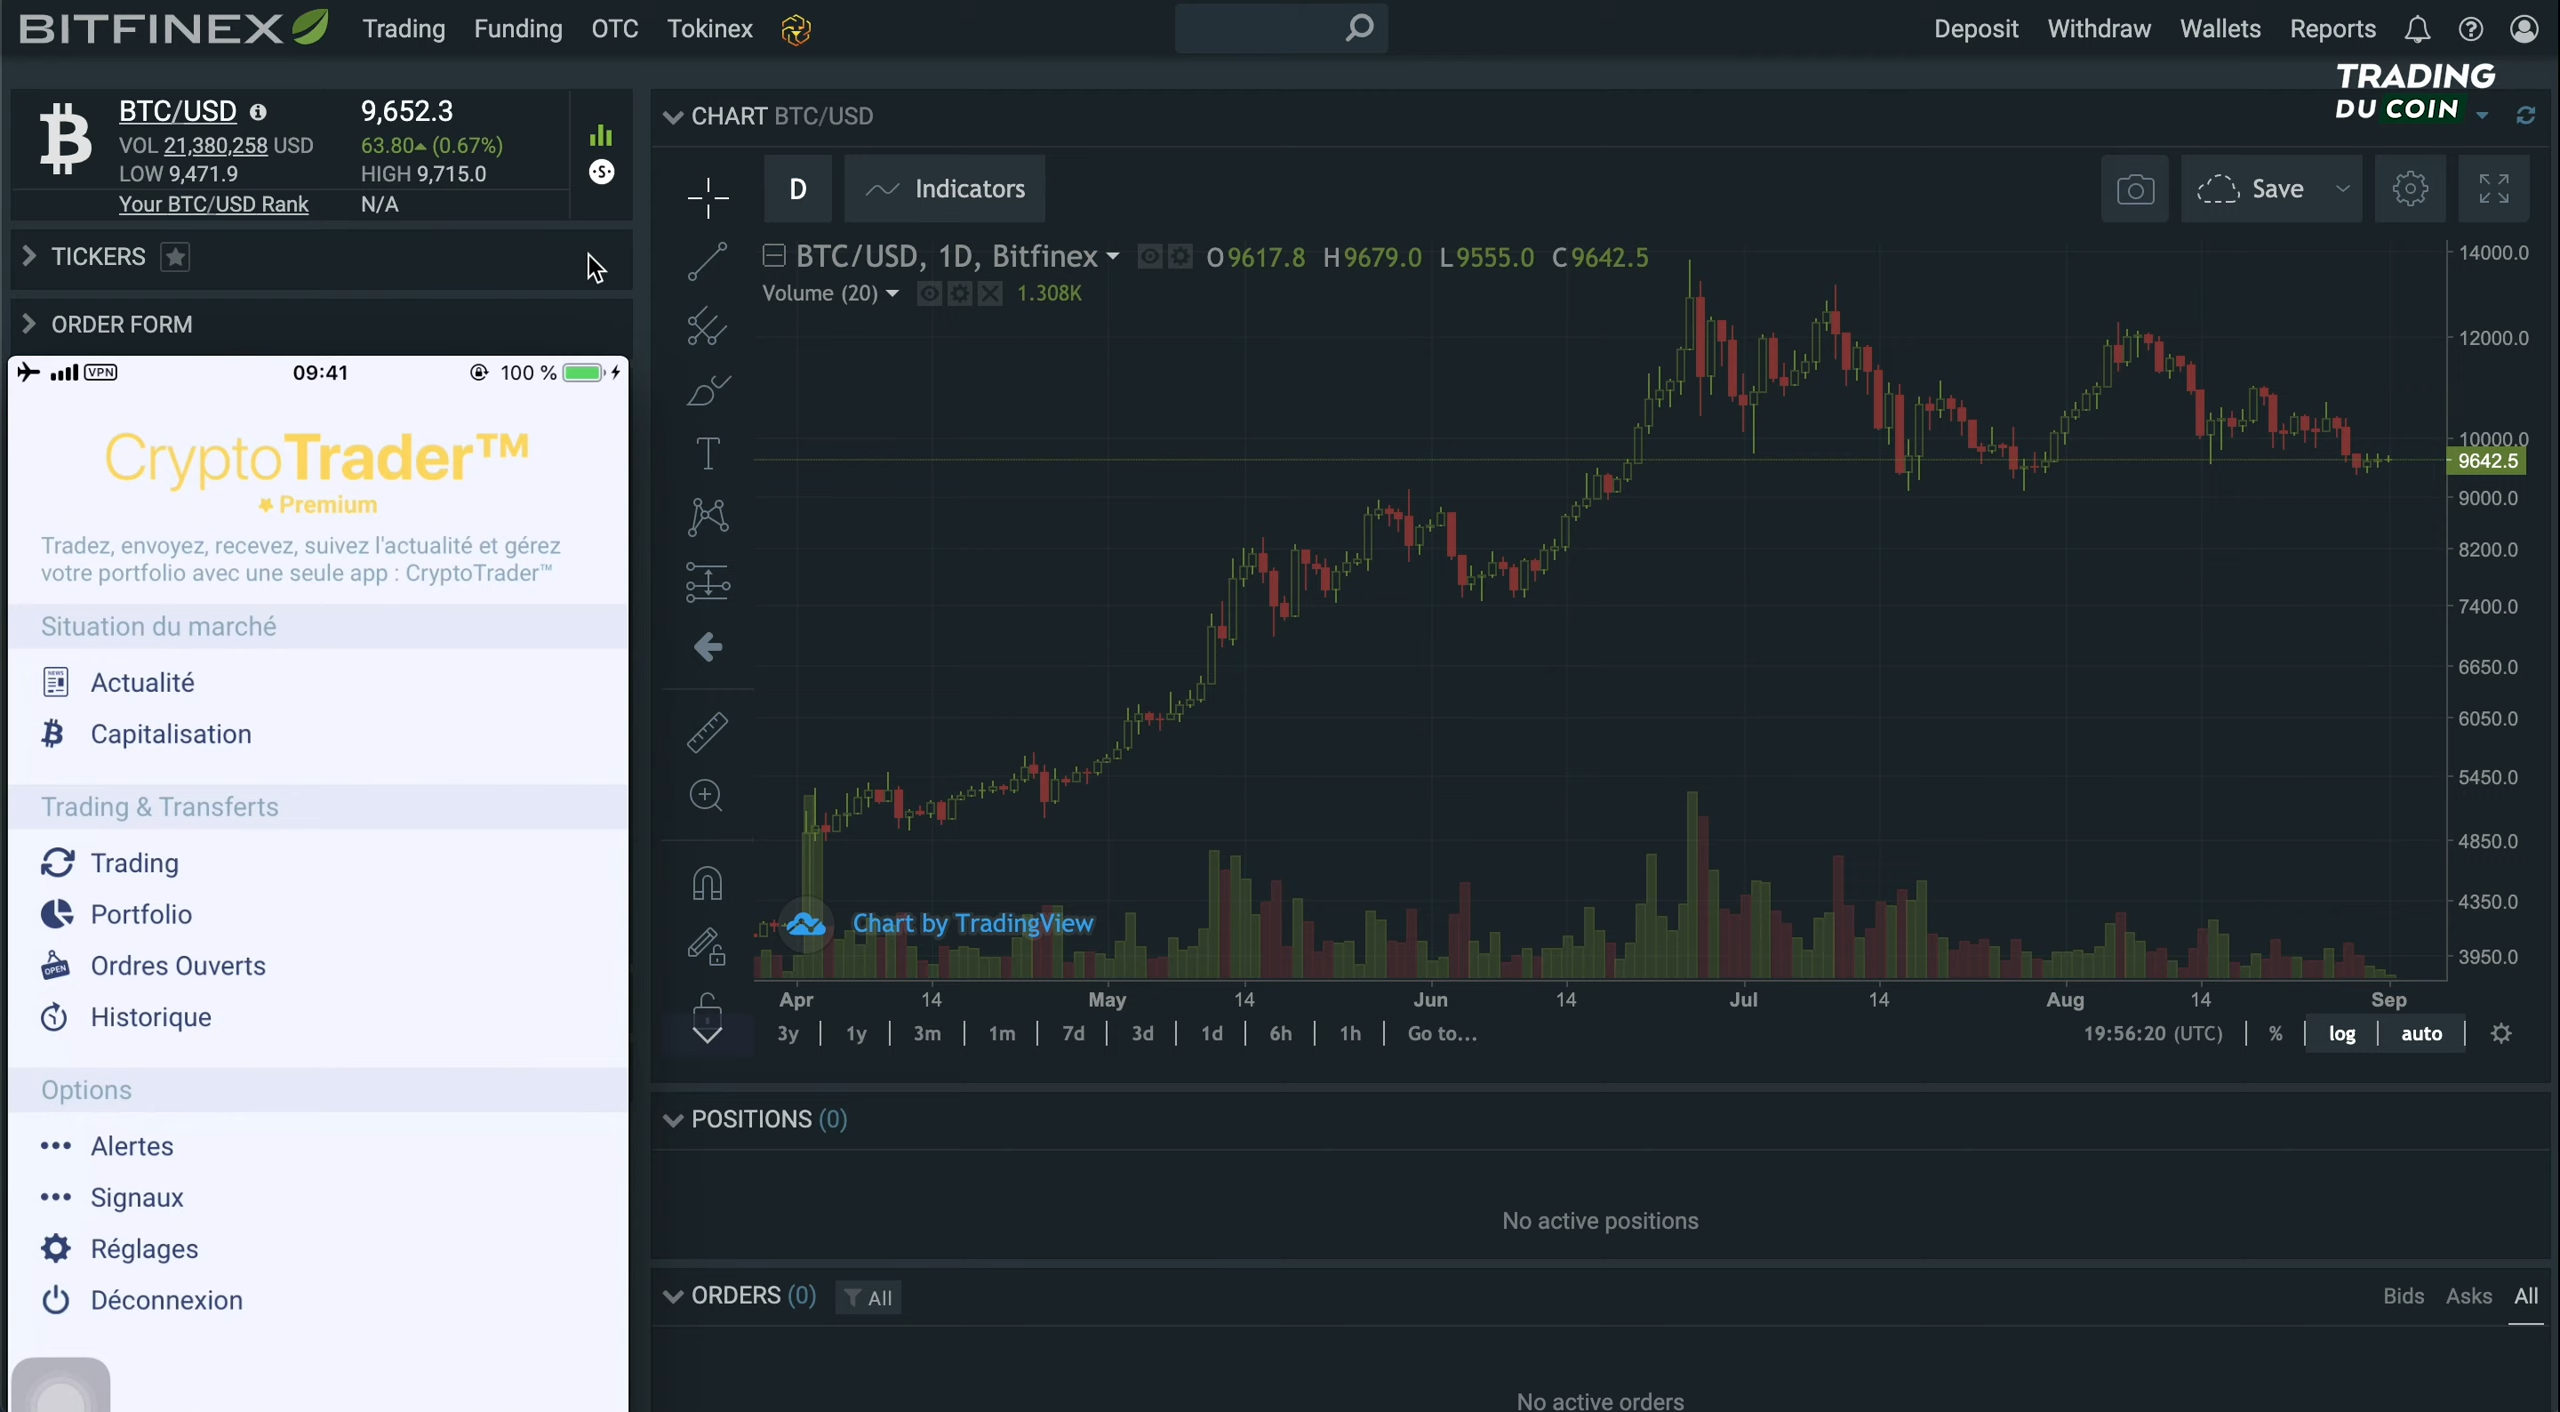 BITFINEX Trading Funding OTC Tokinex Deposit Withdraw Wallets Reports
TRADING
DU COIN
BTC/USD 9,652.3
VOL 21,380,258 USD 63.80 (0.67%)
LOW 9,471.9 HIGH 9,715.0
Your BTC/USD Rank N/A
TICKERS
ORDER FORM
VPN 09:41 100 %
CryptoTrader™
Premium
Tradez, envoyez, recevez, suivez l'actualité et gérez
votre portfolio avec une seule app : CryptoTrader™
Situation du marché
NEWS
Actualité
Capitalisation
Trading & Transferts
Trading
Portfolio
OPEN
Ordres Ouverts
Historique
Options
Alertes
Signaux
Réglages
Déconnexion
CHART BTC/USD
D Indicators Save
BTC/USD, 1D, Bitfinex O9617.8 H9679.0 L9555.0 C9642.5
Volume (20) 1.308K
14000.0
12000.0
10000.0
9642.5
9000.0
8200.0
7400.0
6650.0
6050.0
5450.0
4850.0
4350.0
3950.0
Chart by TradingView
Apr 14 May 14 Jun 14 Jul 14 Aug 14 Sep
3y 1y 3m 1m 7d 3d 1d 6h 1h Go to... 19:56:20 (UTC) % log auto
POSITIONS (0)
No active positions
ORDERS (0) All Bids Asks All
No active orders